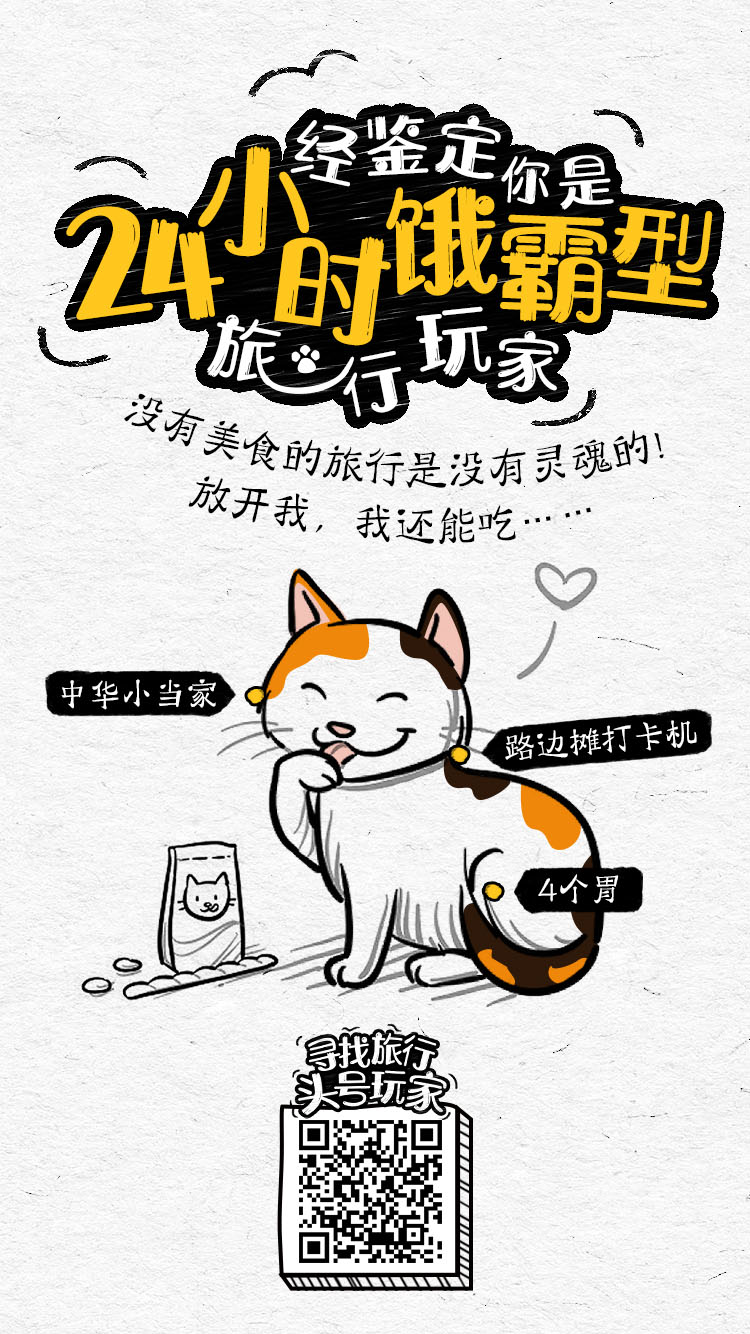 经鉴定你是
24小时饿霸型
旅行玩家
没有美食的旅行是没有灵魂的!
放开我，我还能吃……
中华小当家
路边摊打卡机
4个胃
寻找旅行
头号玩家